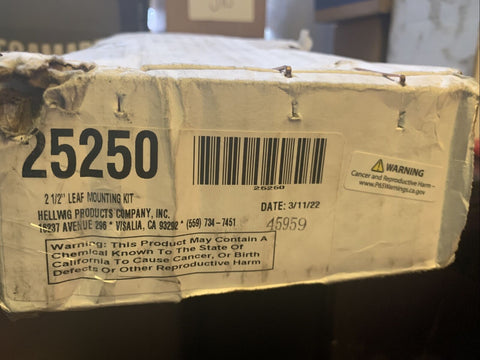 25250
2 1/2" LEAF MOUNTING KIT
HELLWIG PRODUCTS COMPANY, INC.
16237 AVENUE 296 * VISALIA, CA 93292 * (559) 734-7451
Warning: This Product May Contain A
Chemical Known To The State Of
California To Cause Cancer, Or Birth
Defects Or Other Reproductive Harm
25250
DATE: 3/11/22
45959
WARNING
Cancer and Reproductive Harm -
www.P65Warnings.ca.gov